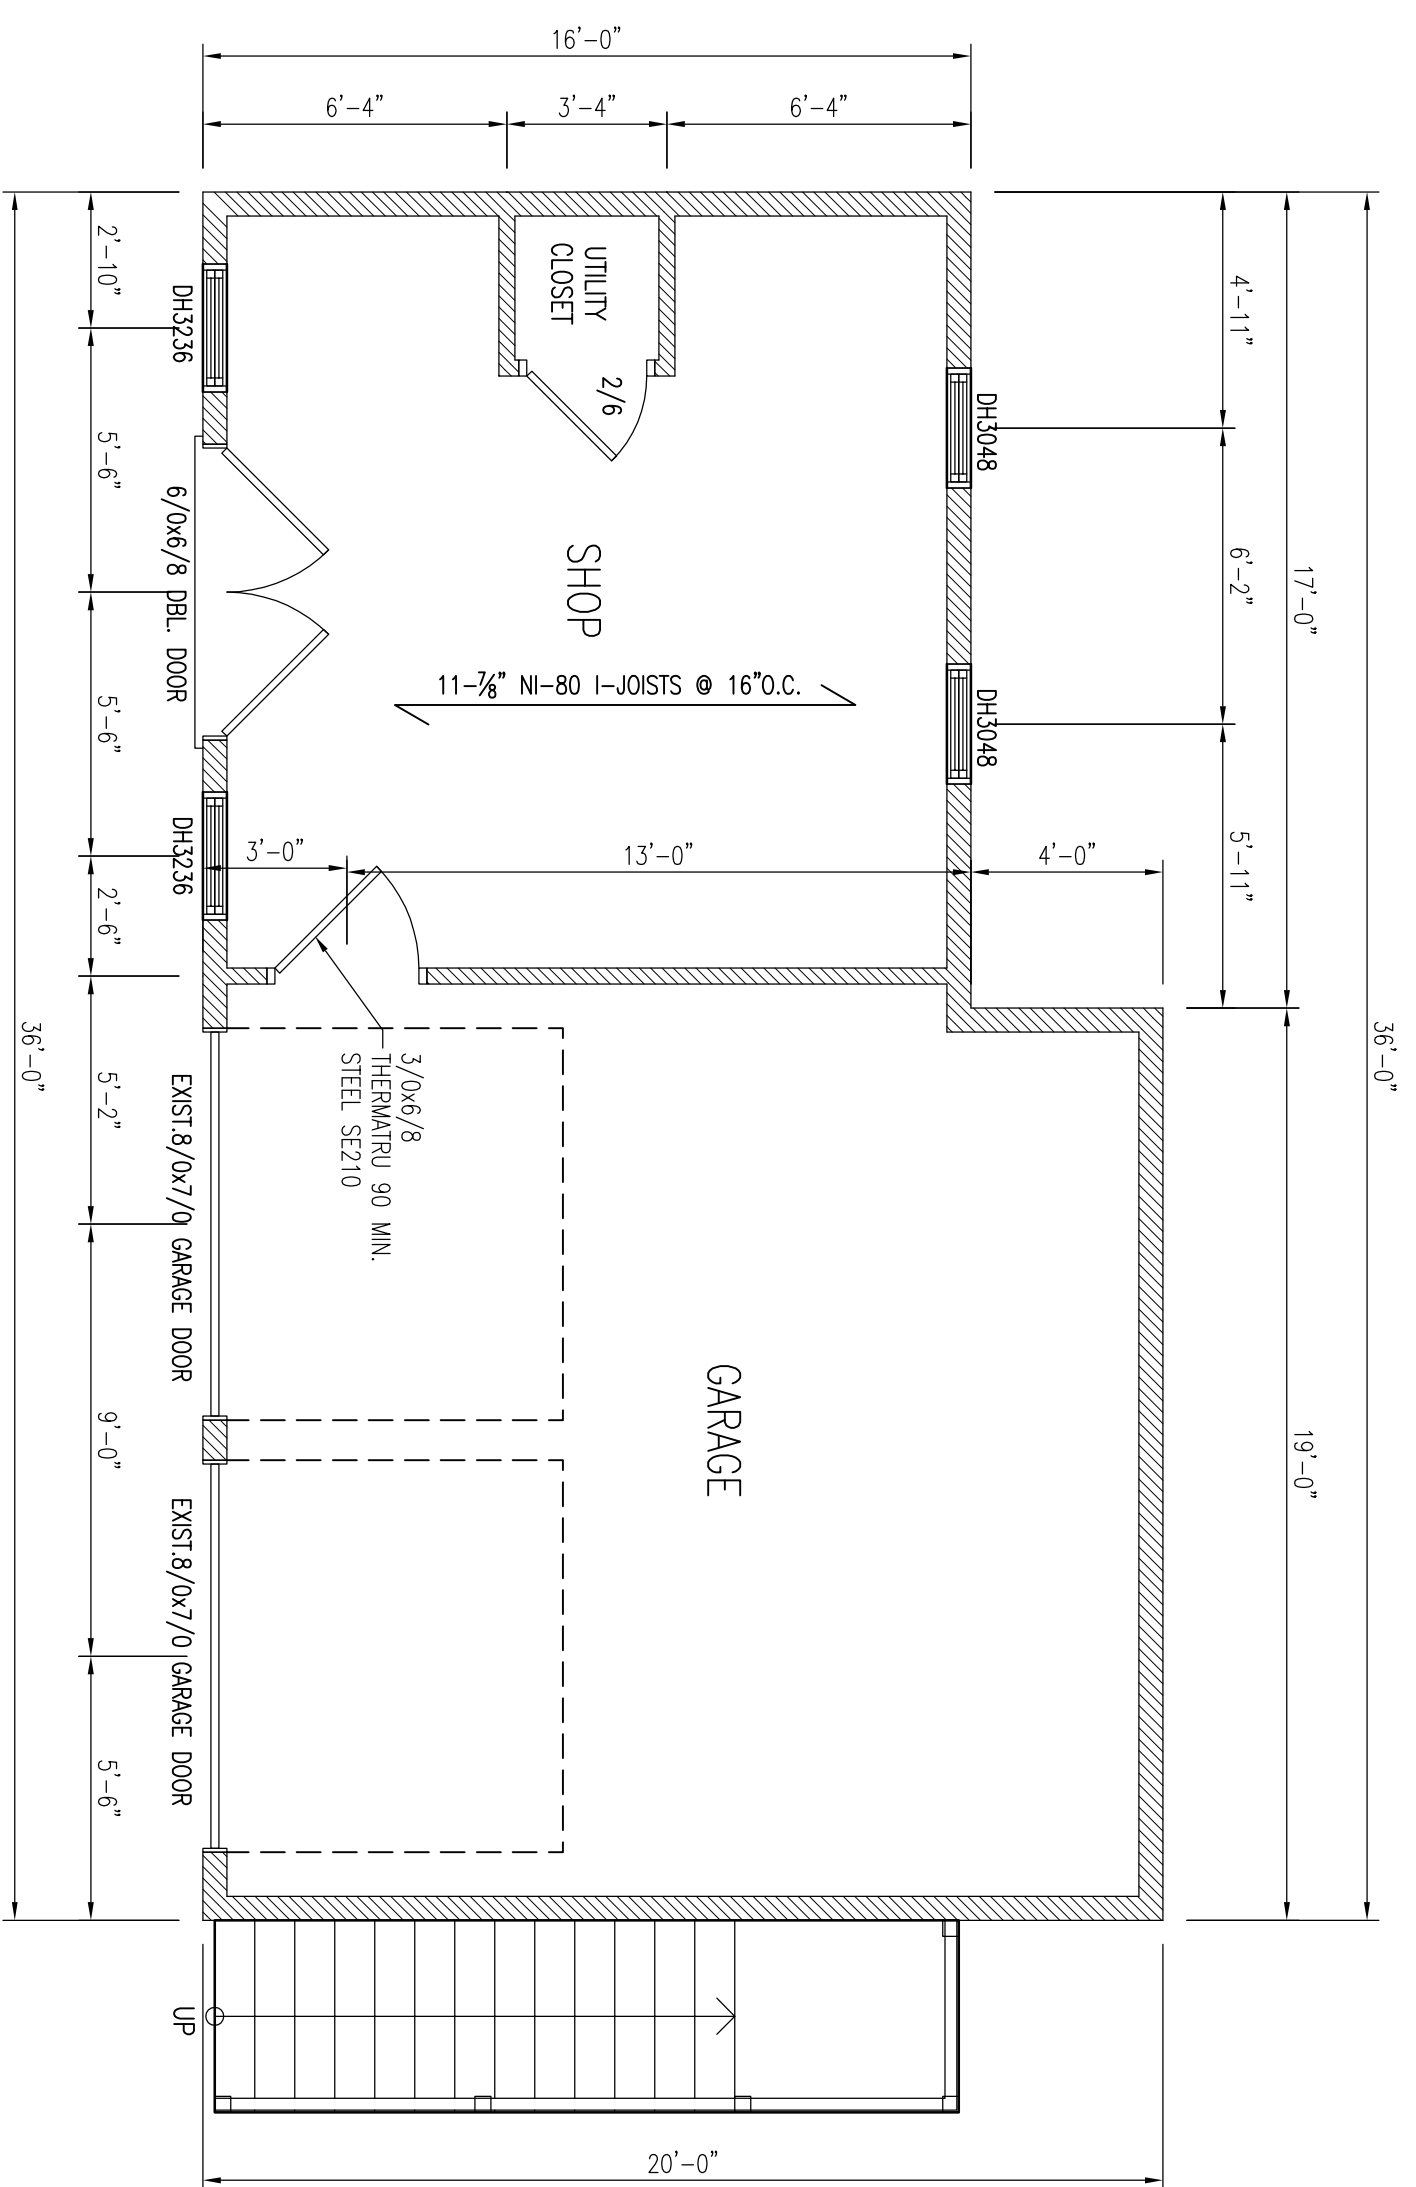 16'-0"
6'-4"
3'-4"
6'-4"
36'-0"
17'-0"
19'-0"
4'-11"
6'-2"
5'-11"
DH3048
DH3048
4'-0"
13'-0"
3'-0"
UTILITY
CLOSET
2/6
SHOP
11-⅞" NI-80 I-JOISTS @ 16"O.C.
GARAGE
3/0x6/8
THERMATRU 90 MIN.
STEEL SE210
DH3236
6/0x6/8 DBL. DOOR
DH3236
EXIST.8/0x7/0 GARAGE DOOR
EXIST.8/0x7/0 GARAGE DOOR
UP
2'-10"
5'-6"
5'-6"
2'-6"
5'-2"
9'-0"
5'-6"
36'-0"
20'-0"